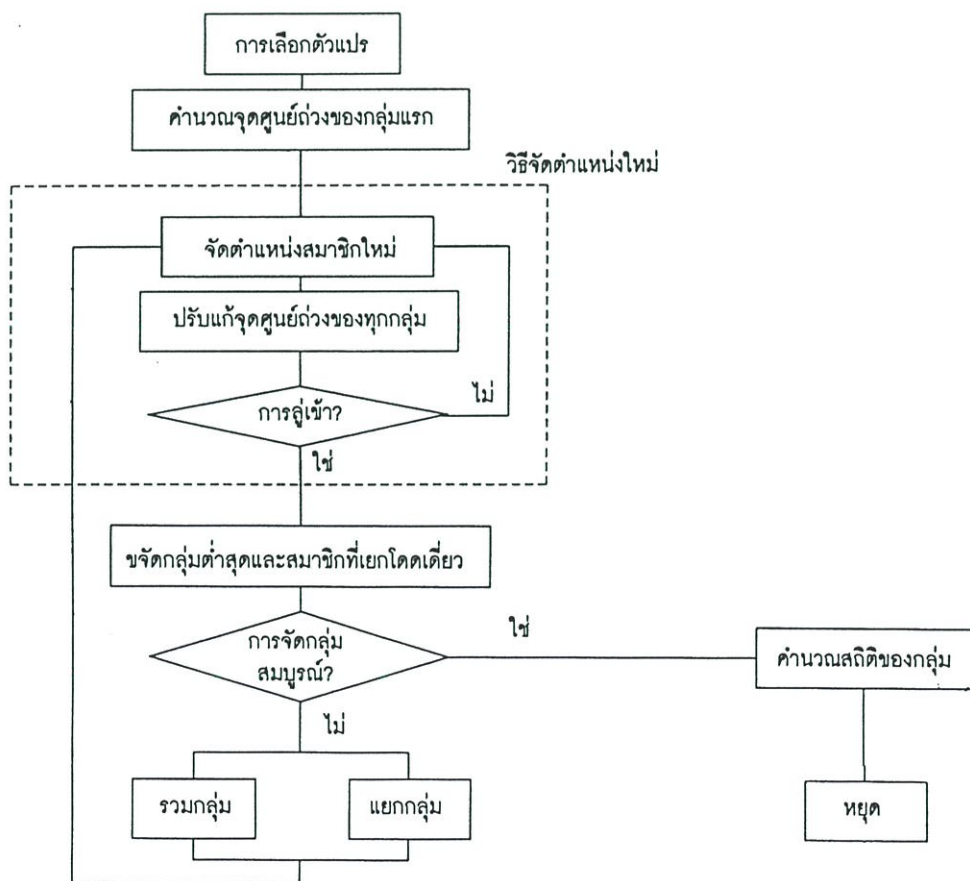 การเลือกตัวแปร
คำนวณจุดศูนย์ถ่วงของกลุ่มแรก
วิธีจัดตำแหน่งใหม่
จัดตำแหน่งสมาชิกใหม่
ปรับแก้จุดศูนย์ถ่วงของทุกกลุ่ม
การลู่เข้า?
ไม่
ใช่
ขจัดกลุ่มต่ำสุดและสมาชิกที่เยกโดดเดี่ยว
การจัดกลุ่ม
สมบูรณ์?
ใช่
คำนวณสถิติของกลุ่ม
ไม่
รวมกลุ่ม
แยกกลุ่ม
หยุด